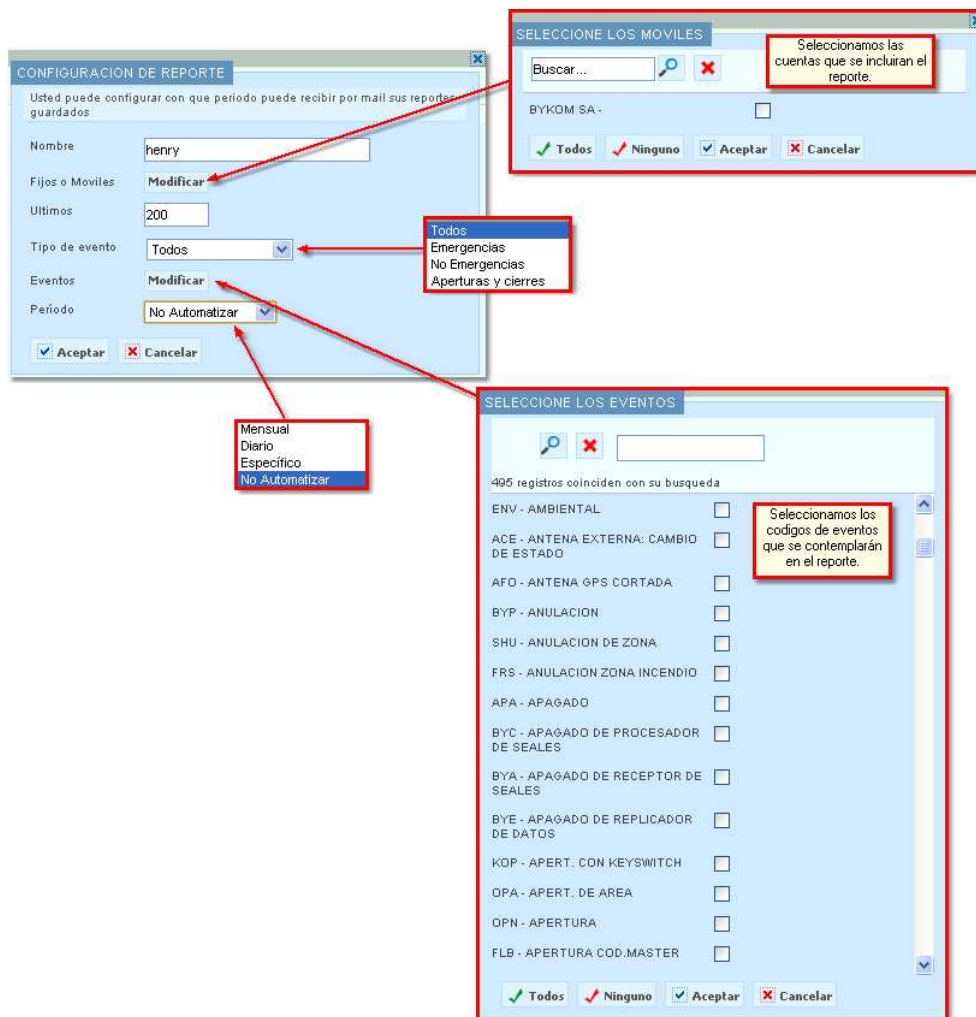 CONFIGURACION DE REPORTE
Usted puede configurar con que periodo puede recibir por mail sus reportes
guardados
Nombre
henry
Fijos o Moviles
Modificar
Ultimos
200
Tipo de evento
Todos
Eventos
Modificar
Período
No Automatizar
Aceptar
Cancelar
SELECCIONE LOS MOVILES
Buscar...
Seleccionamos las
cuentas que se incluiran el
reporte.
BYKOM SA -
Todos
Ninguno
Aceptar
Cancelar
Todos
Emergencias
No Emergencias
Aperturas y cierres
Mensual
Diario
Específico
No Automatizar
SELECCIONE LOS EVENTOS
495 registros coinciden con su busqueda
Seleccionamos los
codigos de eventos
que se contemplarán
en el reporte.
ENV - AMBIENTAL
ACE - ANTENA EXTERNA: CAMBIO
DE ESTADO
AFO - ANTENA GPS CORTADA
BYP - ANULACION
SHU - ANULACION DE ZONA
FRS - ANULACION ZONA INCENDIO
APA - APAGADO
BYC - APAGADO DE PROCESADOR
DE SEALES
BYA - APAGADO DE RECEPTOR DE
SEALES
BYE - APAGADO DE REPLICADOR
DE DATOS
KOP - APERT. CON KEYSWITCH
OPA - APERT. DE AREA
OPN - APERTURA
FLB - APERTURA COD.MASTER
Todos
Ninguno
Aceptar
Cancelar